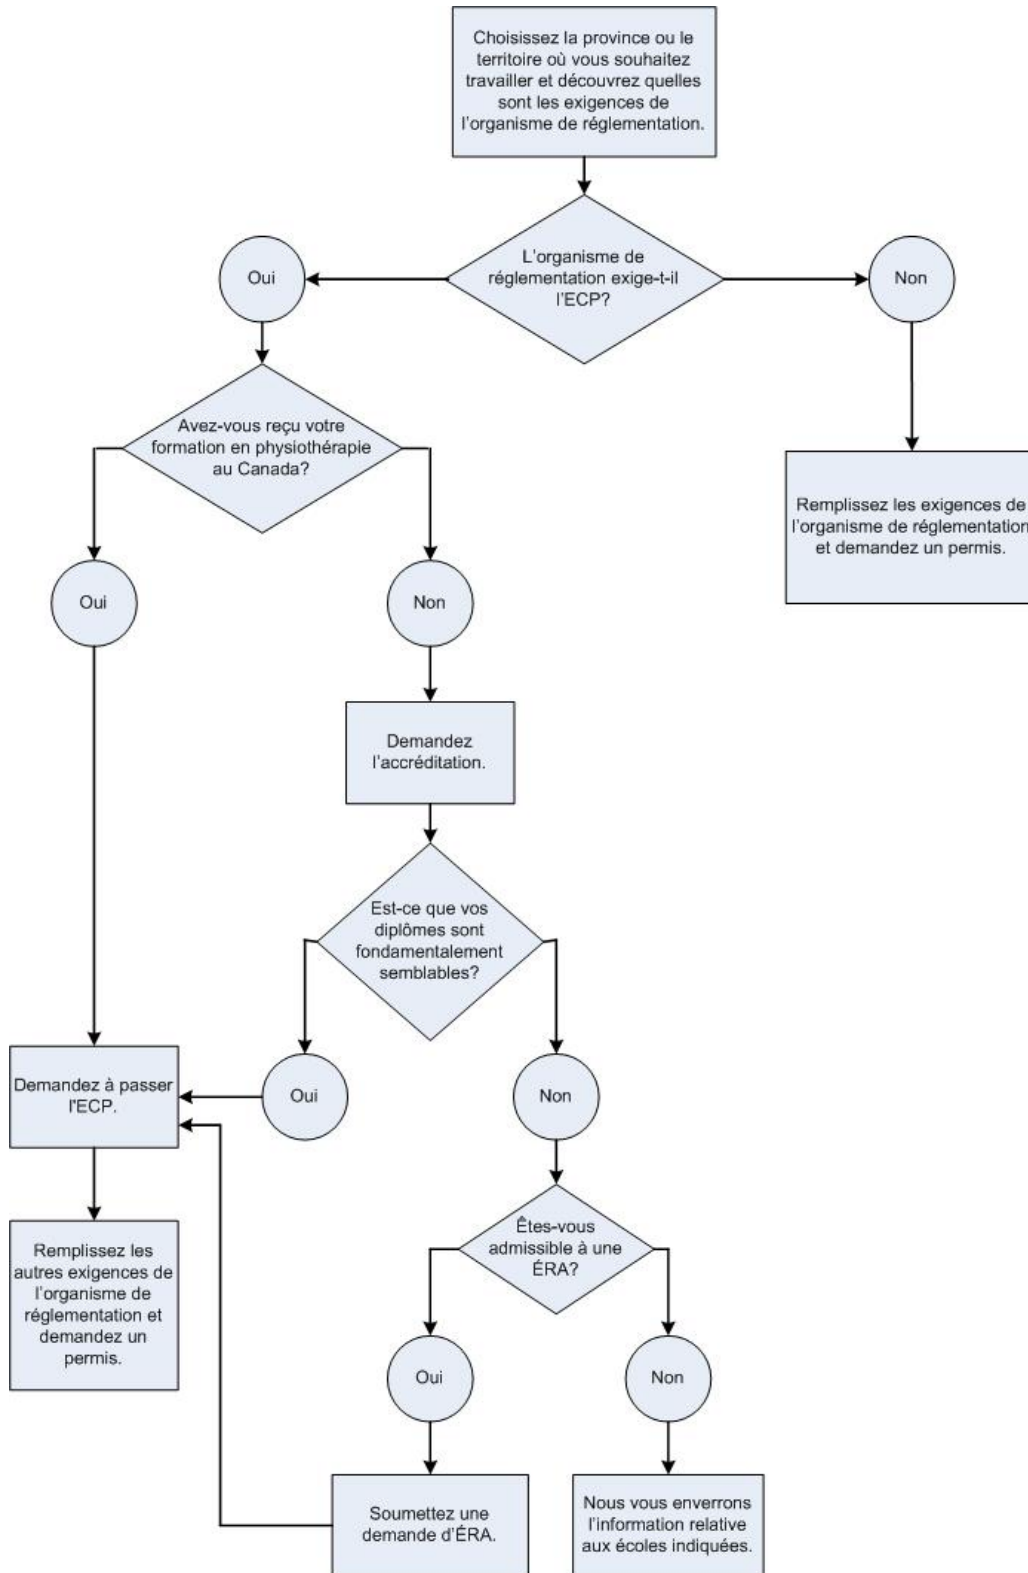 Choisissez la province ou le
territoire où vous souhaitez
travailler et découvrez quelles
sont les exigences de
l'organisme de réglementation.
L'organisme de
réglementation exige-t-il
l'ECP?
Oui
Non
Avez-vous reçu votre
formation en physiothérapie
au Canada?
Remplissez les exigences de
l'organisme de réglementation
et demandez un permis.
Oui
Non
Demandez
l'accréditation.
Est-ce que vos
diplômes sont
fondamentalement
semblables?
Demandez à passer
l'ECP.
Oui
Non
Remplissez les
autres exigences de
l'organisme de
réglementation et
demandez un
permis.
Êtes-vous
admissible à une
ÉRA?
Oui
Non
Soumettez une
demande d'ÉRA.
Nous vous enverrons
l'information relative
aux écoles indiquées.